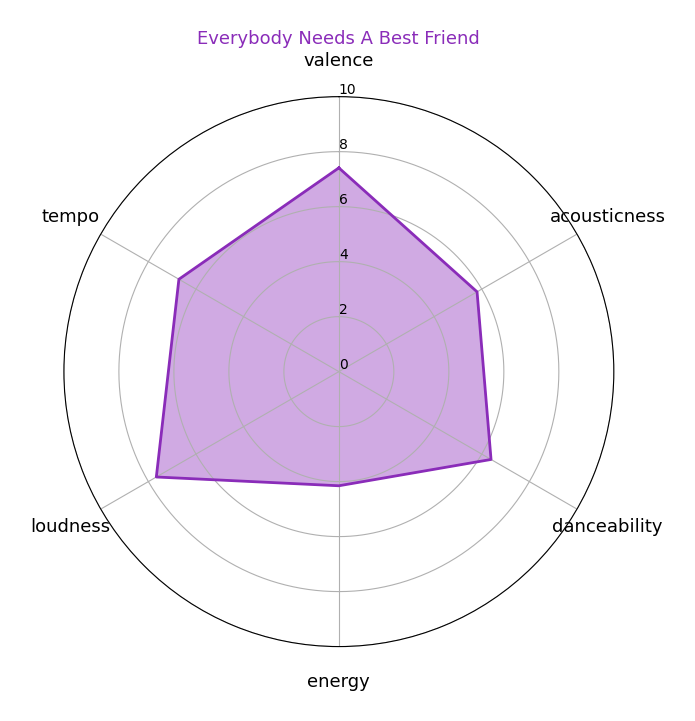 Everybody Needs A Best Friend
valence
10
8
tempo
acousticness
6
4
2
0
loudness
danceability
energy